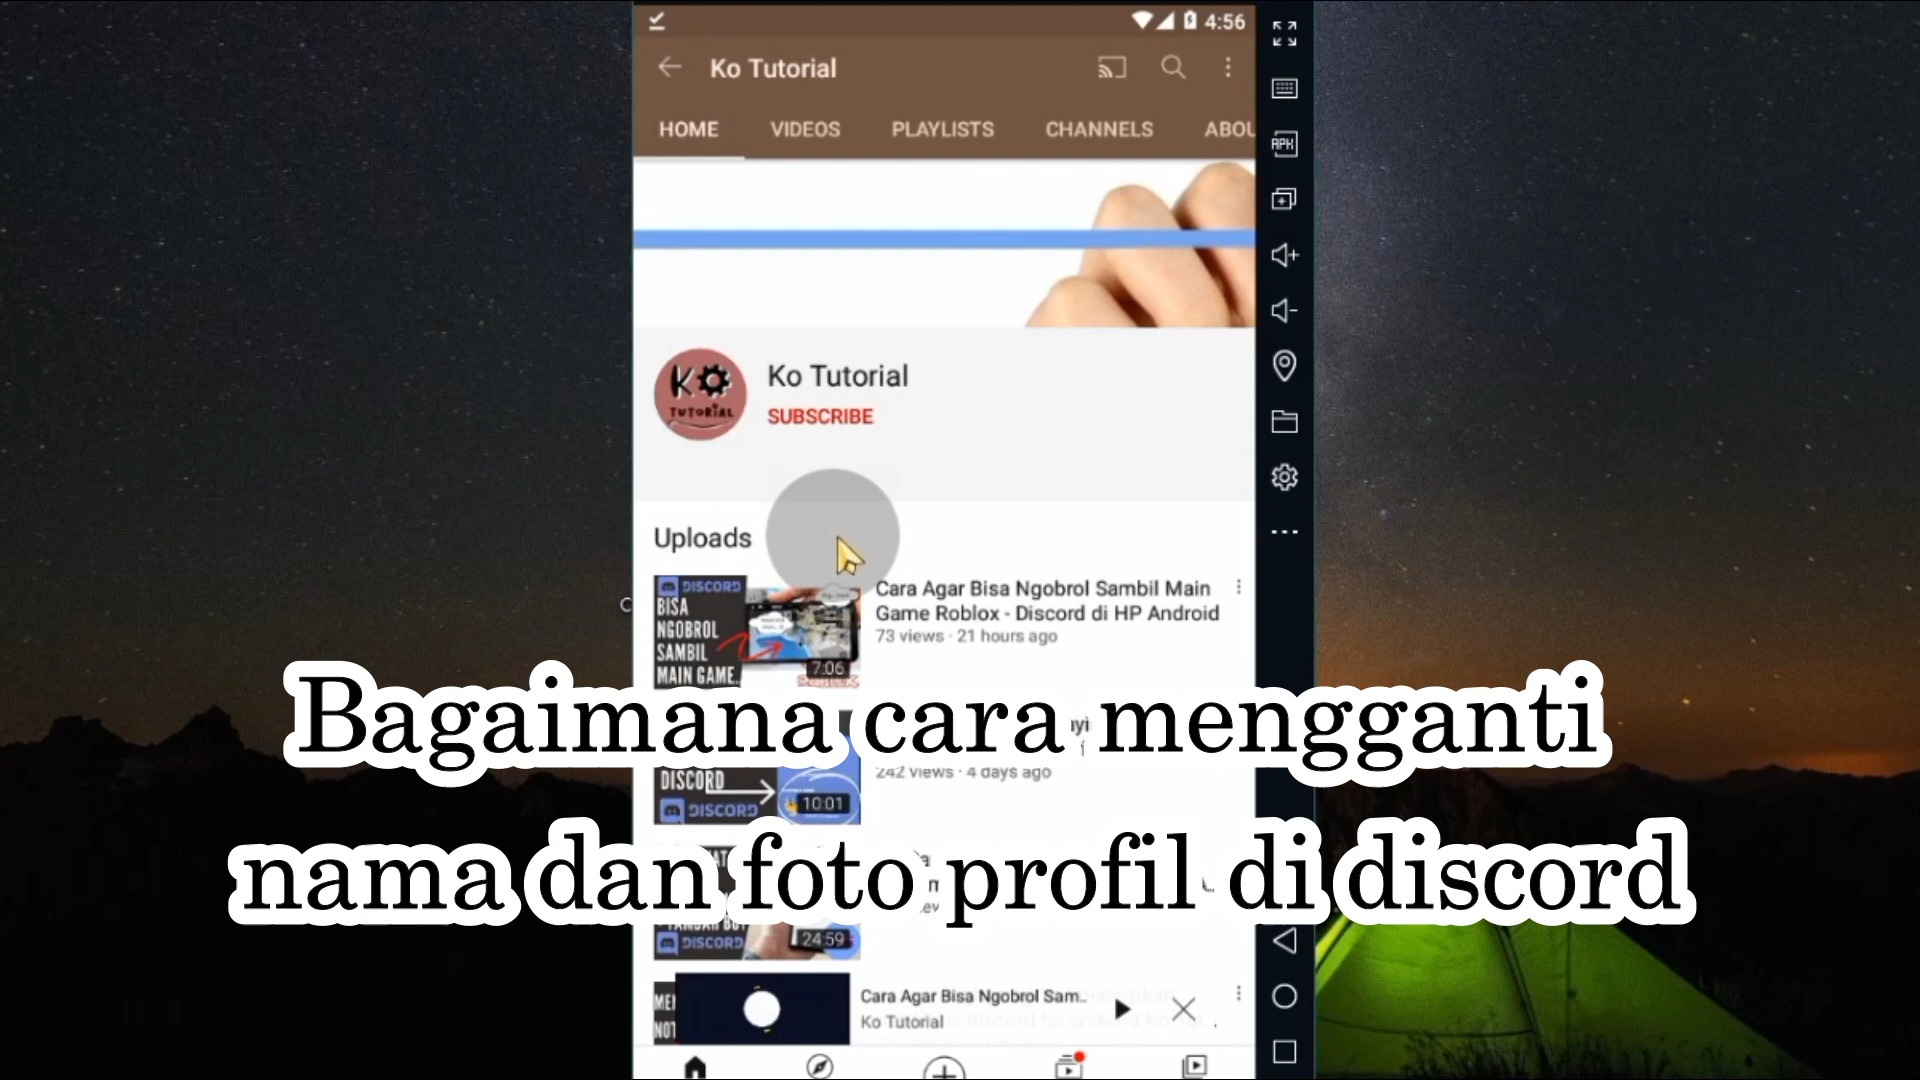 4:56
Ko Tutorial
HOME VIDEOS PLAYLISTS CHANNELS ABOU
APK
KO
TUTORIAL
Ko Tutorial
SUBSCRIBE
Uploads
DISCORD
BISA
NGOBROL
SAMBIL
MAIN GAME..
7:06
Cara Agar Bisa Ngobrol Sambil Main
Game Roblox - Discord di HP Android
73 views · 21 hours ago
Bagaimana cara mengganti
nama dan foto profil di discord
DISCORD
DISCORD
10:01
242 views · 4 days ago
DISCORD
24:59
Cara Agar Bisa Ngobrol Sam..
Ko Tutorial